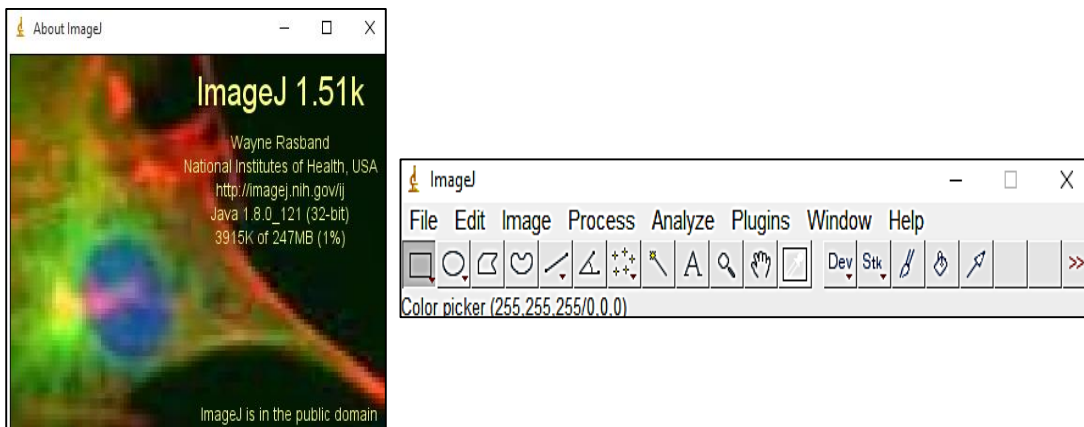 About ImageJ
ImageJ 1.51k
Wayne Rasband
National Institutes of Health, USA
http://imagej.nih.gov/ij
Java 1.8.0_121 (32-bit)
3915K of 247MB (1%)
ImageJ is in the public domain
ImageJ
File Edit Image Process Analyze Plugins Window Help
A Dev Stk >>
Color picker (255,255,255/0,0,0)